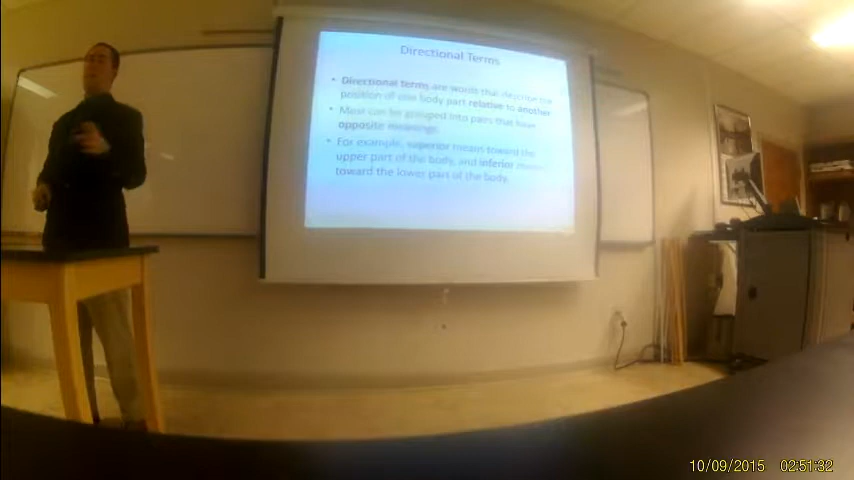 Directional Terms
• Directional terms are words that describe the
position of one body part relative to another
• Most can be grouped into pairs that have
opposite meanings.
• For example, superior means toward the
upper part of the body, and inferior means
toward the lower part of the body.
10/09/2015 02:51:32